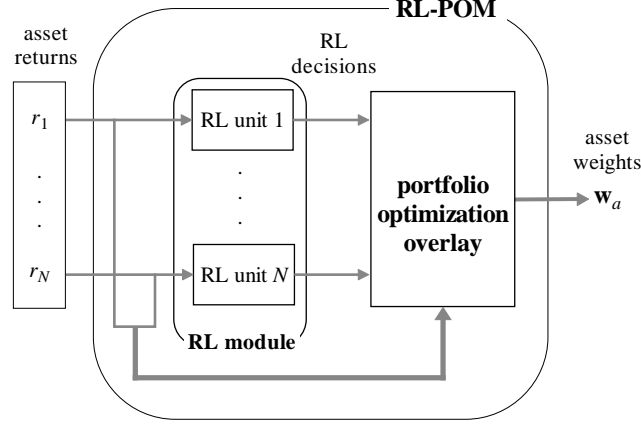 RL-POM
asset
returns
RL
decisions
r1
RL unit 1
.
.
.
.
.
.
rN
RL unit N
RL module
portfolio
optimization
overlay
asset
weights
wa